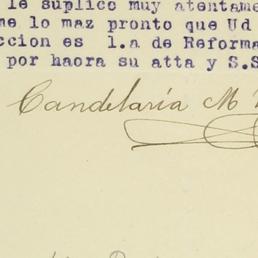 le suplico muy atentame
me lo maz pronto que Ud
ccion es 1.a de Reforma
por haora su atta y S.S
Candelaria M